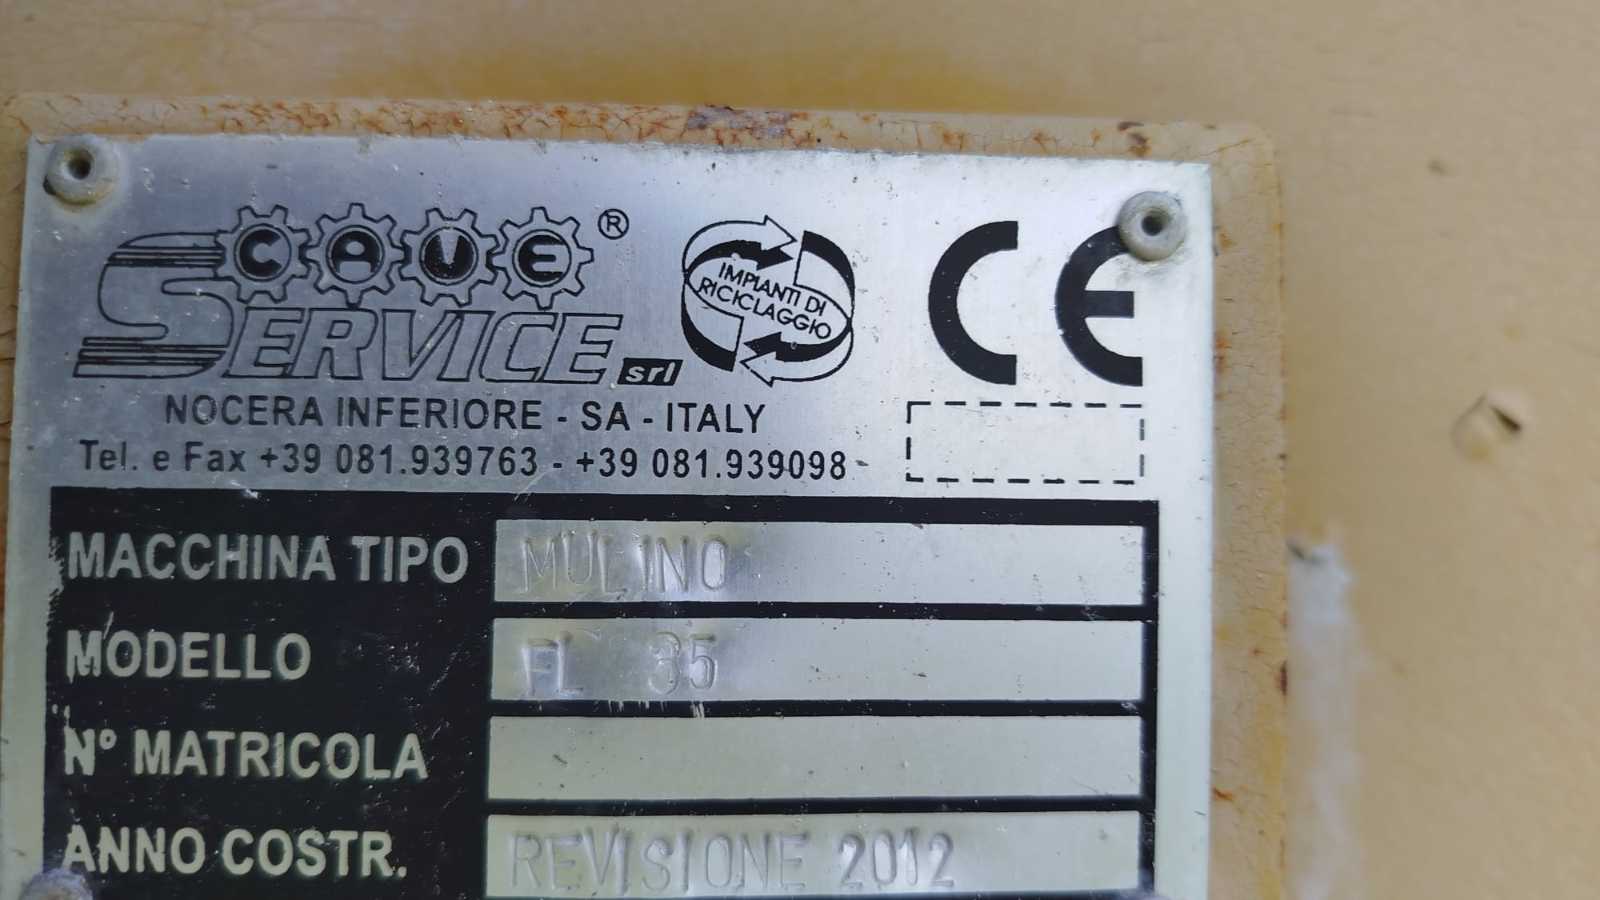 CAVE®
SERVICE srl
IMPIANTI DI
RICICLAGGIO
CE
NOCERA INFERIORE - SA - ITALY
Tel. e Fax +39 081.939763 - +39 081.939098
MACCHINA TIPO MULINO
MODELLO FL 35
N° MATRICOLA
ANNO COSTR. REVISIONE 2012